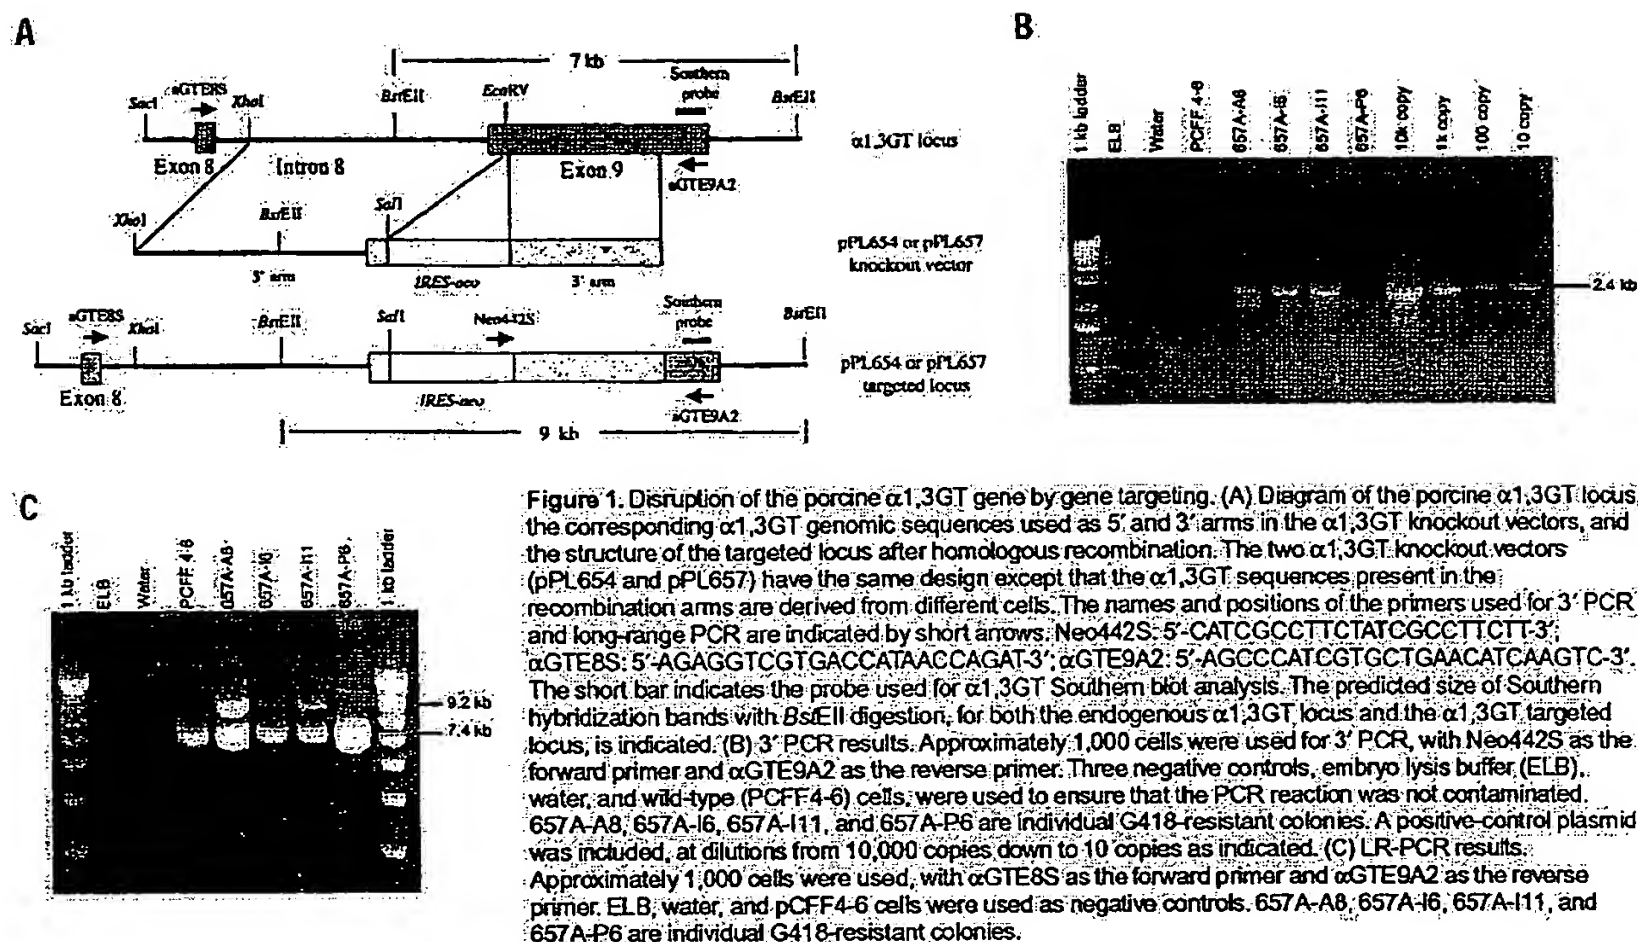 A
7 kb
Southern
probe
SacI αGTE8S XhoI BstEII EcoRV BstEII
α1,3GT locus
Exon 8 Intron 8 Exon 9 αGTE9A2
XhoI BstEII SalI
pPL654 or pPL657
knockout vector
5' arm IRES-neo 3' arm
Southern
probe
SacI αGTE8S XhoI BstEII SalI Neo442S BstEII
pPL654 or pPL657
targeted locus
Exon 8 IRES-neo αGTE9A2
9 kb
B
1 kb ladder
ELB
Water
PCFF 4-6
657A-A8
657A-I6
657A-I11
657A-P6
10k copy
1k copy
100 copy
10 copy
2.4 kb
C
1 kb ladder
ELB
Water
PCFF 4-6
657A-A8
657A-I6
657A-I11
657A-P6
1 kb ladder
9.2 kb
7.4 kb
Figure 1. Disruption of the porcine α1,3GT gene by gene targeting. (A) Diagram of the porcine α1,3GT locus,
the corresponding α1,3GT genomic sequences used as 5' and 3' arms in the α1,3GT knockout vectors, and
the structure of the targeted locus after homologous recombination. The two α1,3GT knockout vectors
(pPL654 and pPL657) have the same design except that the α1,3GT sequences present in the
recombination arms are derived from different cells. The names and positions of the primers used for 3' PCR
and long-range PCR are indicated by short arrows. Neo442S: 5'-CATCGCCTTCTATCGCCTTCTT-3';
αGTE8S: 5'-AGAGGTCGTGACCATAACCAGAT-3'; αGTE9A2: 5'-AGCCCATCGTGCTGAACATCAAGTC-3'.
The short bar indicates the probe used for α1,3GT Southern blot analysis. The predicted size of Southern
hybridization bands with BstEII digestion, for both the endogenous α1,3GT locus and the α1,3GT targeted
locus, is indicated. (B) 3' PCR results. Approximately 1,000 cells were used for 3' PCR, with Neo442S as the
forward primer and αGTE9A2 as the reverse primer. Three negative controls, embryo lysis buffer (ELB),
water, and wild-type (PCFF4-6) cells, were used to ensure that the PCR reaction was not contaminated.
657A-A8, 657A-I6, 657A-I11, and 657A-P6 are individual G418-resistant colonies. A positive-control plasmid
was included, at dilutions from 10,000 copies down to 10 copies as indicated. (C) LR-PCR results.
Approximately 1,000 cells were used, with αGTE8S as the forward primer and αGTE9A2 as the reverse
primer. ELB, water, and pCFF4-6 cells were used as negative controls. 657A-A8, 657A-I6, 657A-I11, and
657A-P6 are individual G418-resistant colonies.